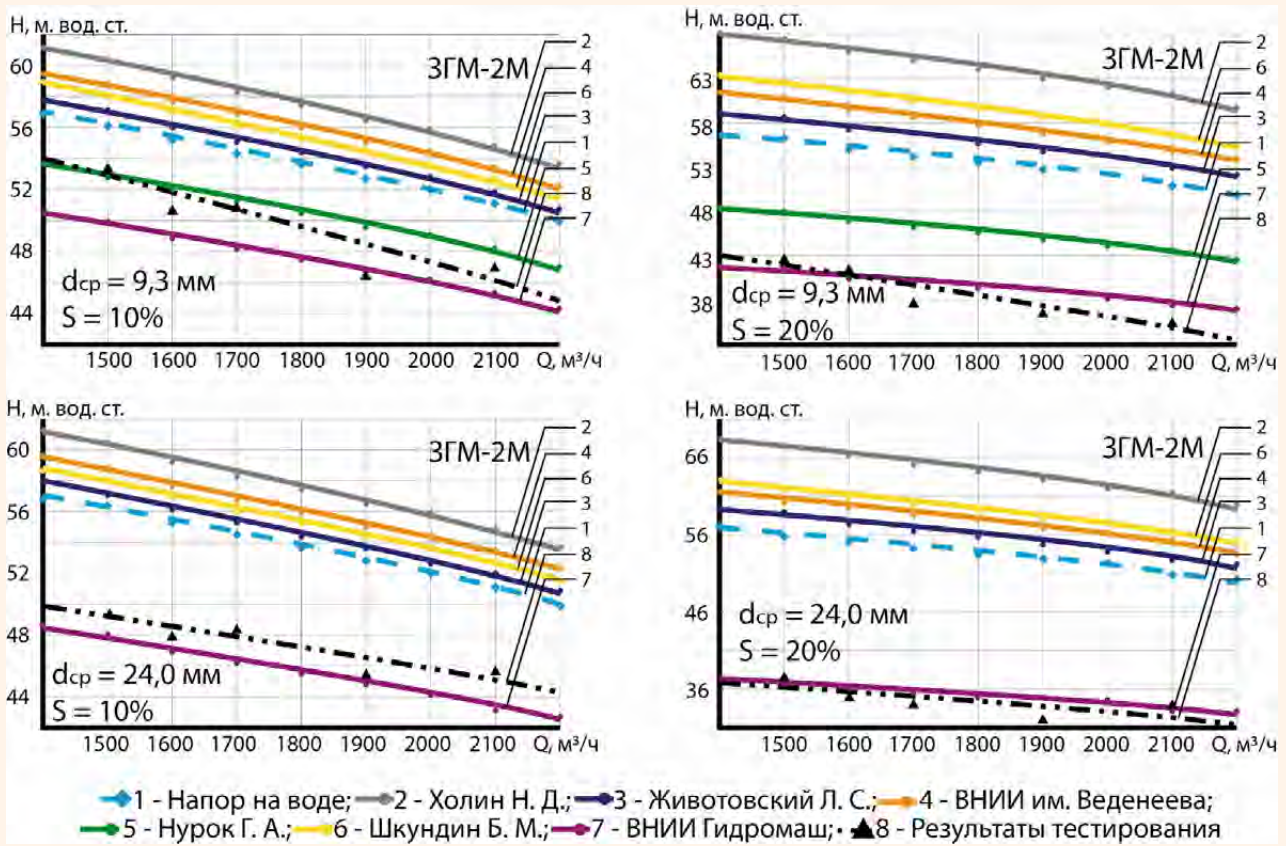 Н, м. вод. ст.
60
56
52
48
44
ЗГМ-2М
2
4
6
3
1
5
8
7
dср = 9,3 мм
S = 10%
1500 1600 1700 1800 1900 2000 2100 Q, м³/ч
Н, м. вод. ст.
63
58
53
48
43
38
ЗГМ-2М
2
6
4
3
1
5
7
8
dср = 9,3 мм
S = 20%
1500 1600 1700 1800 1900 2000 2100 Q, м³/ч
Н, м. вод. ст.
60
56
52
48
44
ЗГМ-2М
2
4
6
3
1
8
7
dср = 24,0 мм
S = 10%
1500 1600 1700 1800 1900 2000 2100 Q, м³/ч
Н, м. вод. ст.
66
56
46
36
ЗГМ-2М
2
6
4
3
1
7
8
dср = 24,0 мм
S = 20%
1500 1600 1700 1800 1900 2000 2100 Q, м³/ч
1 - Напор на воде; 2 - Холин Н. Д.; 3 - Животовский Л. С.; 4 - ВНИИ им. Веденеева;
5 - Нурок Г. А.; 6 - Шкундин Б. М.; 7 - ВНИИ Гидромаш; 8 - Результаты тестирования